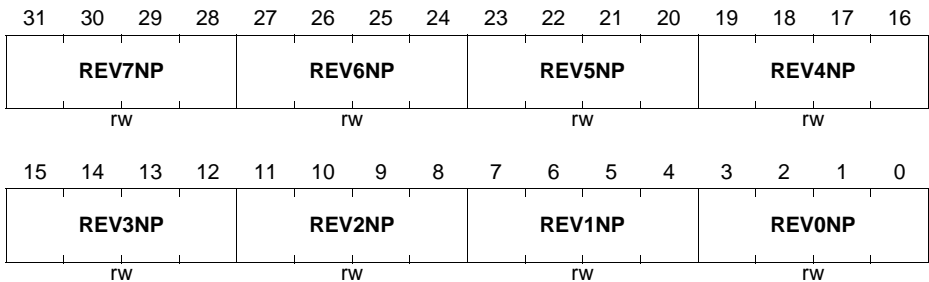 31 30 29 28 27 26 25 24 23 22 21 20 19 18 17 16
REV7NP REV6NP REV5NP REV4NP
rw rw rw rw
15 14 13 12 11 10 9 8 7 6 5 4 3 2 1 0
REV3NP REV2NP REV1NP REV0NP
rw rw rw rw